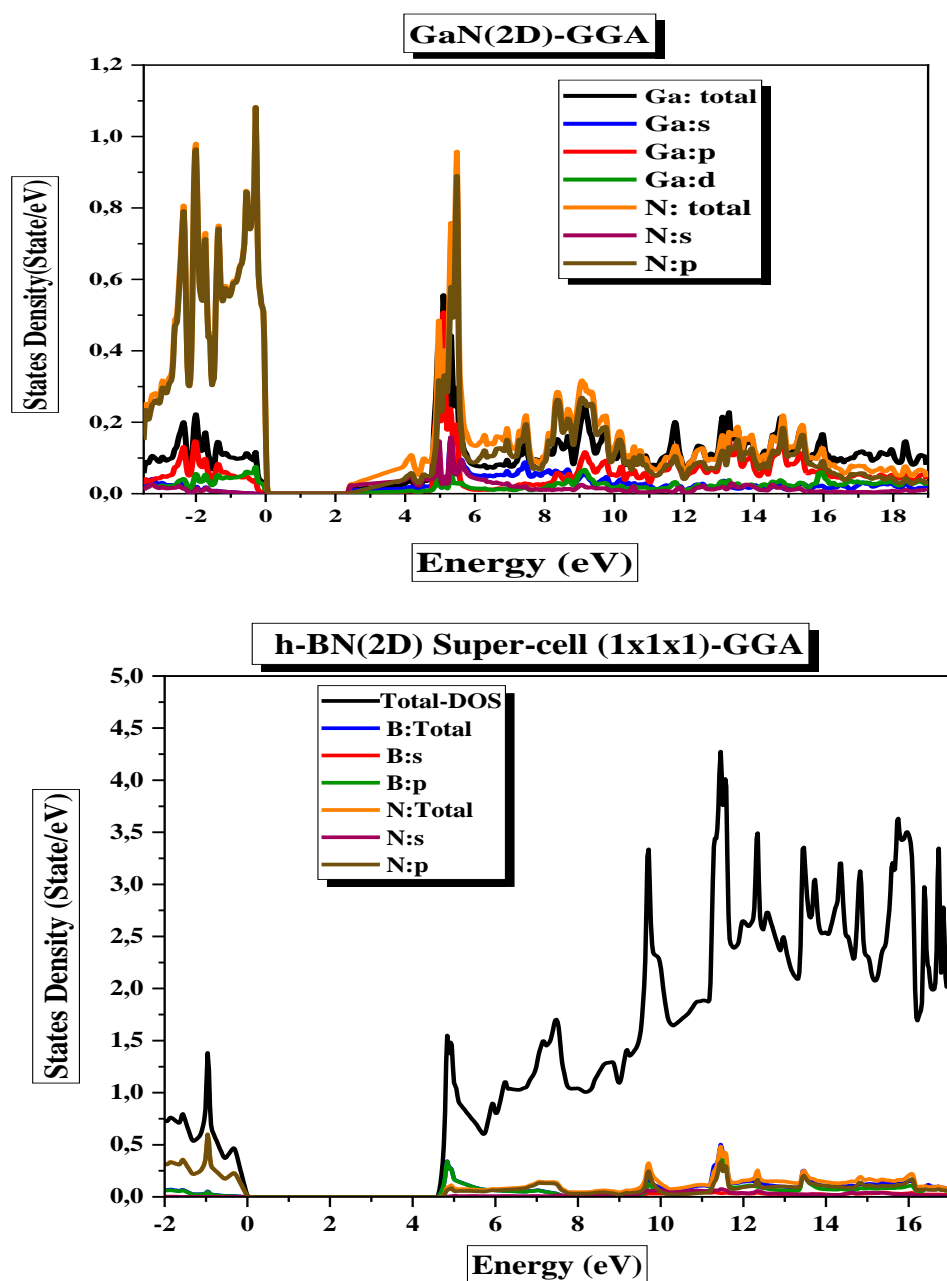 GaN(2D)-GGA
States Density(State/eV)
1,2
1,0
0,8
0,6
0,4
0,2
0,0
Ga: total
Ga:s
Ga:p
Ga:d
N: total
N:s
N:p
-2 0 2 4 6 8 10 12 14 16 18
Energy (eV)
h-BN(2D) Super-cell (1x1x1)-GGA
States Density (State/eV)
5,0
4,5
4,0
3,5
3,0
2,5
2,0
1,5
1,0
0,5
0,0
Total-DOS
B:Total
B:s
B:p
N:Total
N:s
N:p
-2 0 2 4 6 8 10 12 14 16
Energy (eV)